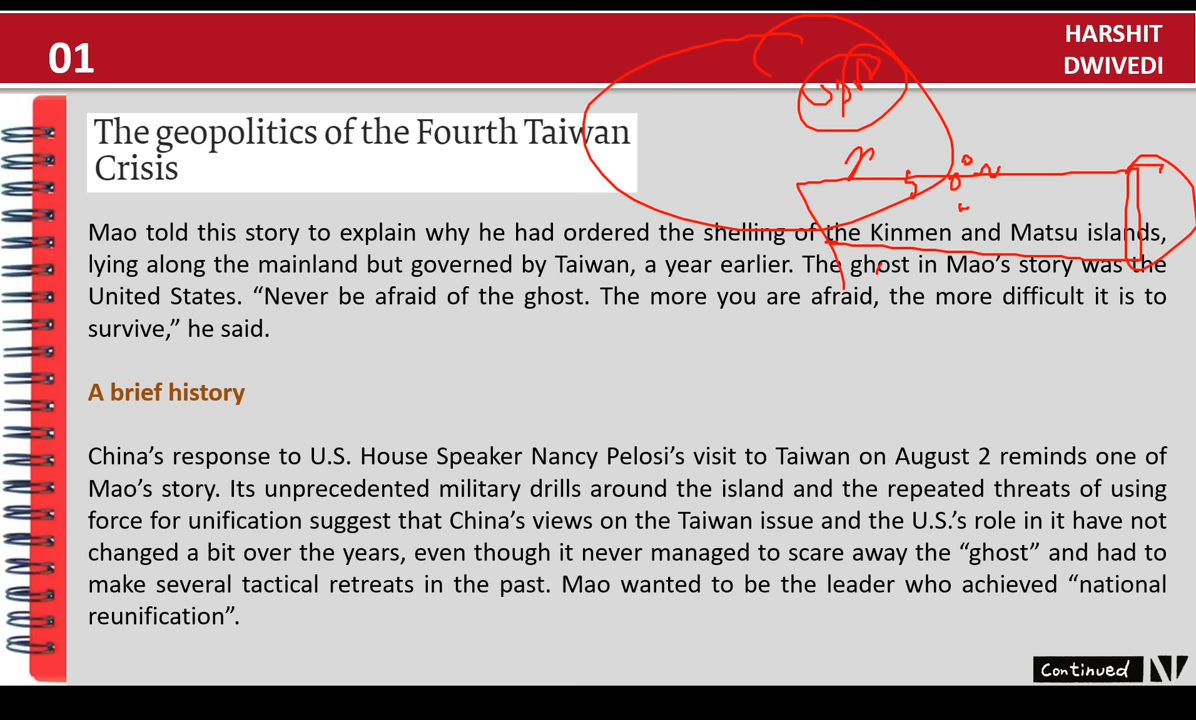 01
HARSHIT
DWIVEDI
The geopolitics of the Fourth Taiwan
Crisis
Mao told this story to explain why he had ordered the shelling of the Kinmen and Matsu islands,
lying along the mainland but governed by Taiwan, a year earlier. The ghost in Mao’s story was the
United States. “Never be afraid of the ghost. The more you are afraid, the more difficult it is to
survive,” he said.
A brief history
China’s response to U.S. House Speaker Nancy Pelosi’s visit to Taiwan on August 2 reminds one of
Mao’s story. Its unprecedented military drills around the island and the repeated threats of using
force for unification suggest that China’s views on the Taiwan issue and the U.S.’s role in it have not
changed a bit over the years, even though it never managed to scare away the “ghost” and had to
make several tactical retreats in the past. Mao wanted to be the leader who achieved “national
reunification”.
Continued